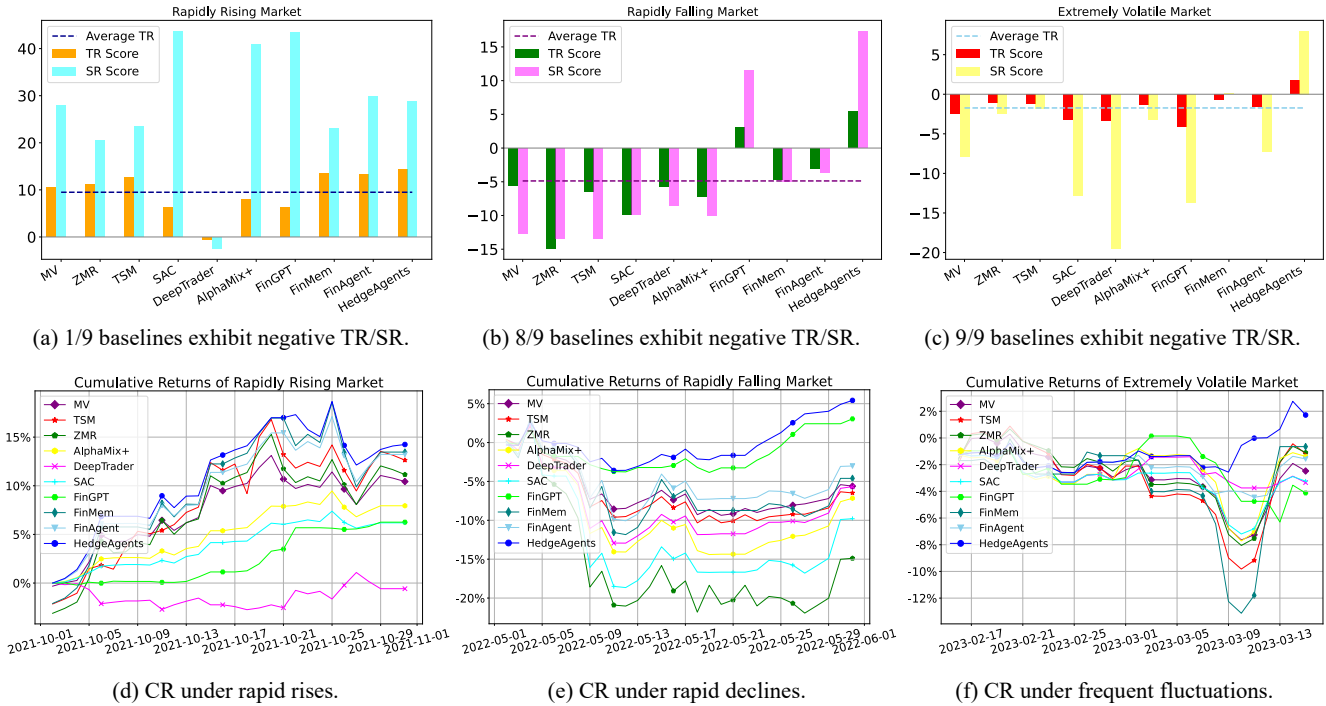 Rapidly Rising Market
40
30
20
10
0
Average TR
TR Score
SR Score
MV
ZMR
TSM
SAC
DeepTrader
AlphaMix+
FinGPT
FinMem
FinAgent
HedgeAgents
(a) 1/9 baselines exhibit negative TR/SR.
Rapidly Falling Market
15
10
5
0
−5
−10
−15
Average TR
TR Score
SR Score
MV
ZMR
TSM
SAC
DeepTrader
AlphaMix+
FinGPT
FinMem
FinAgent
HedgeAgents
(b) 8/9 baselines exhibit negative TR/SR.
Extremely Volatile Market
5
0
−5
−10
−15
−20
Average TR
TR Score
SR Score
MV
ZMR
TSM
SAC
DeepTrader
AlphaMix+
FinGPT
FinMem
FinAgent
HedgeAgents
(c) 9/9 baselines exhibit negative TR/SR.
Cumulative Returns of Rapidly Rising Market
15%
10%
5%
0%
MV
TSM
ZMR
AlphaMix+
DeepTrader
SAC
FinGPT
FinMem
FinAgent
HedgeAgents
2021-10-01
2021-10-05
2021-10-09
2021-10-13
2021-10-17
2021-10-21
2021-10-25
2021-10-29
2021-11-01
(d) CR under rapid rises.
Cumulative Returns of Rapidly Falling Market
5%
0%
−5%
−10%
−15%
−20%
MV
TSM
ZMR
AlphaMix+
DeepTrader
SAC
FinGPT
FinMem
FinAgent
HedgeAgents
2022-05-01
2022-05-05
2022-05-09
2022-05-13
2022-05-17
2022-05-21
2022-05-25
2022-05-29
2022-06-01
(e) CR under rapid declines.
Cumulative Returns of Extremely Volatile Market
2%
0%
−2%
−4%
−6%
−8%
−10%
−12%
MV
TSM
ZMR
AlphaMix+
DeepTrader
SAC
FinGPT
FinMem
FinAgent
HedgeAgents
2023-02-17
2023-02-21
2023-02-25
2023-03-01
2023-03-05
2023-03-09
2023-03-13
(f) CR under frequent fluctuations.